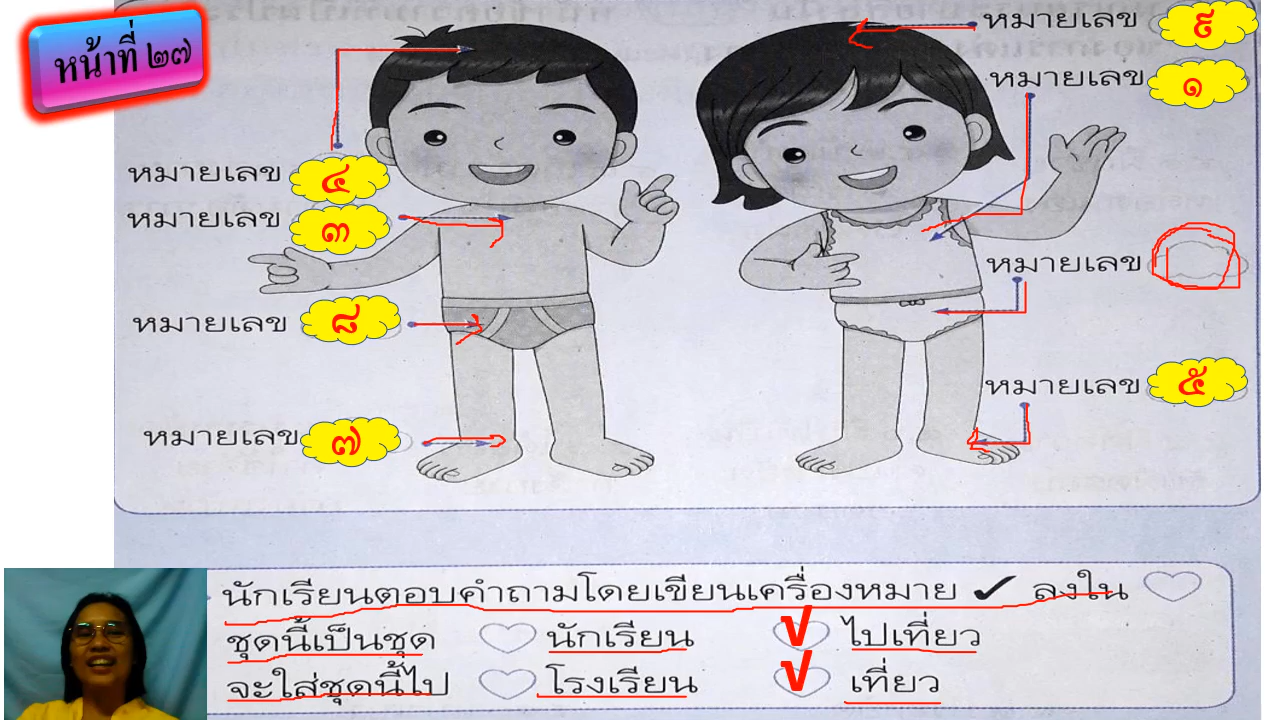 หน้าที่ ๒๗
หมายเลข ๙
หมายเลข ๑
หมายเลข ๔
หมายเลข ๓
หมายเลข
หมายเลข ๘
หมายเลข ๕
หมายเลข ๗
นักเรียนตอบคำถามโดยเขียนเครื่องหมาย ✓ ลงใน
ชุดนี้เป็นชุด นักเรียน ✓ ไปเที่ยว
จะใส่ชุดนี้ไป โรงเรียน ✓ เที่ยว